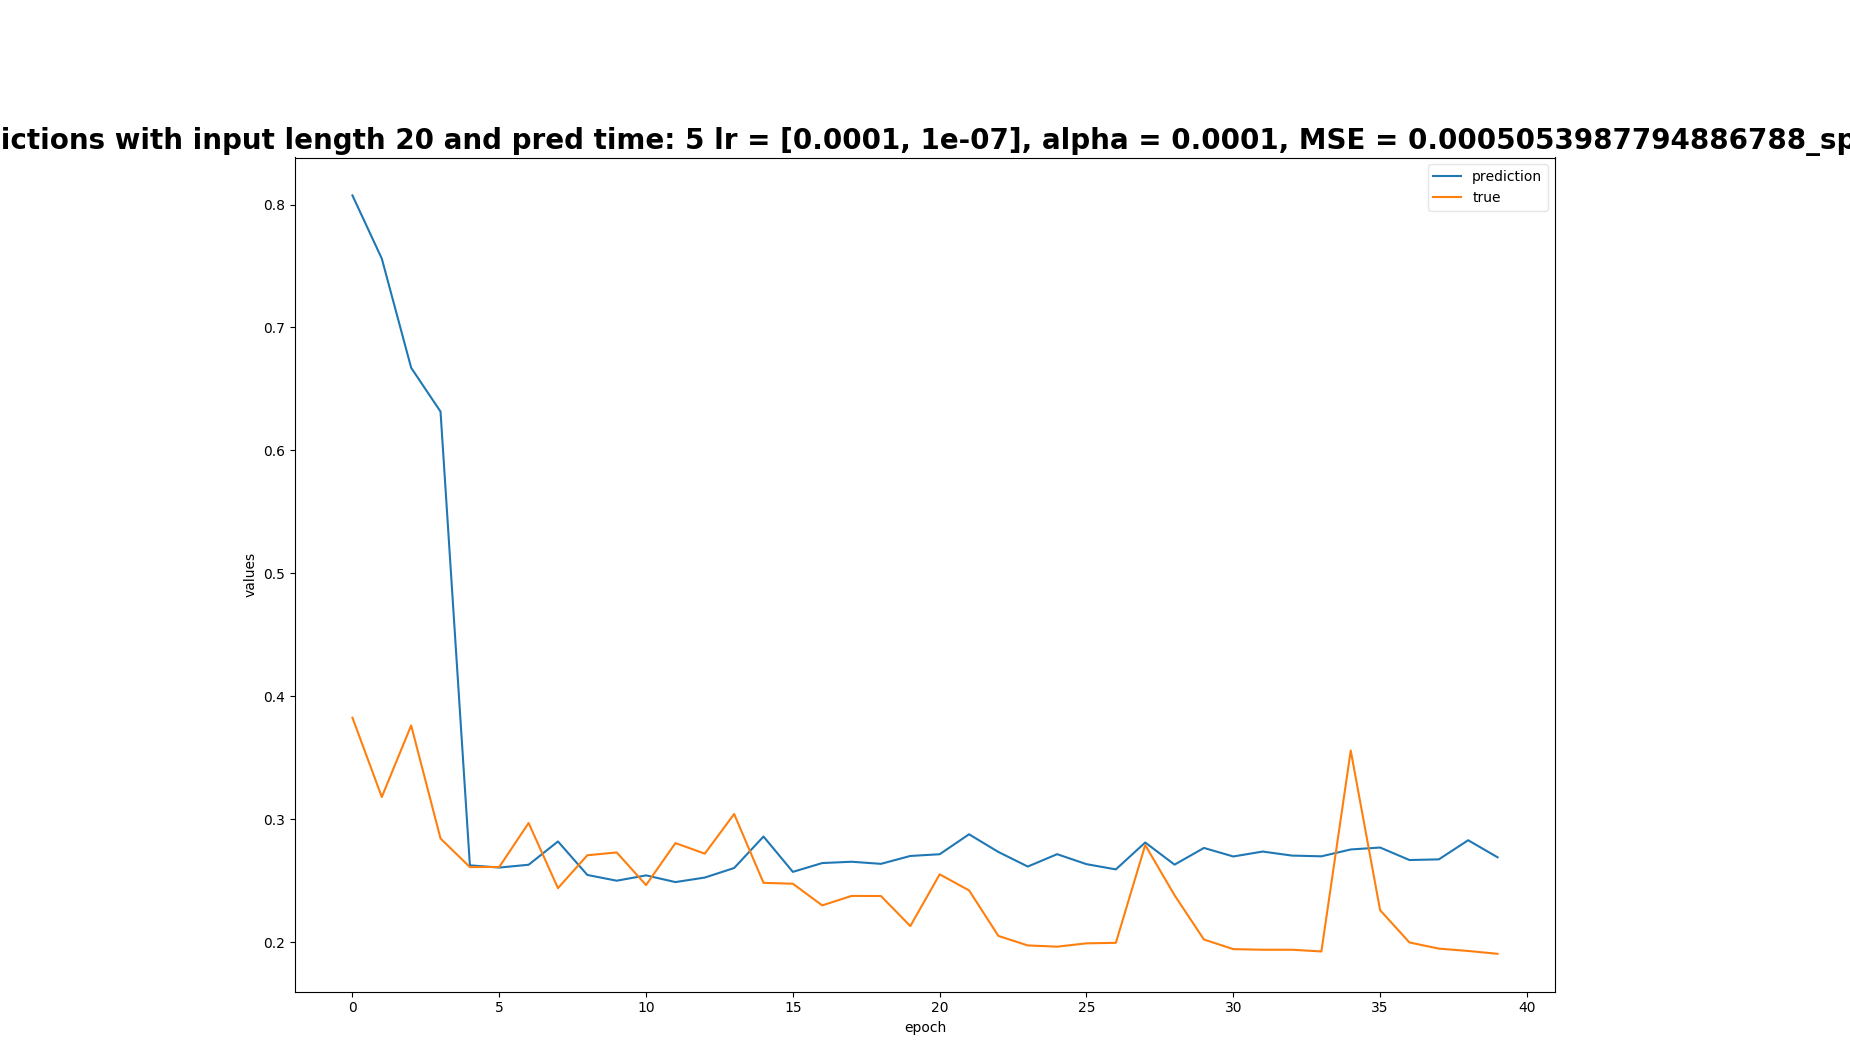 ictions with input length 20 and pred time: 5 lr = [0.0001, 1e-07], alpha = 0.0001, MSE = 0.0005053987794886788_sp
prediction
true
0.8
0.7
0.6
0.5
0.4
0.3
0.2
values
0 5 10 15 20 25 30 35 40
epoch